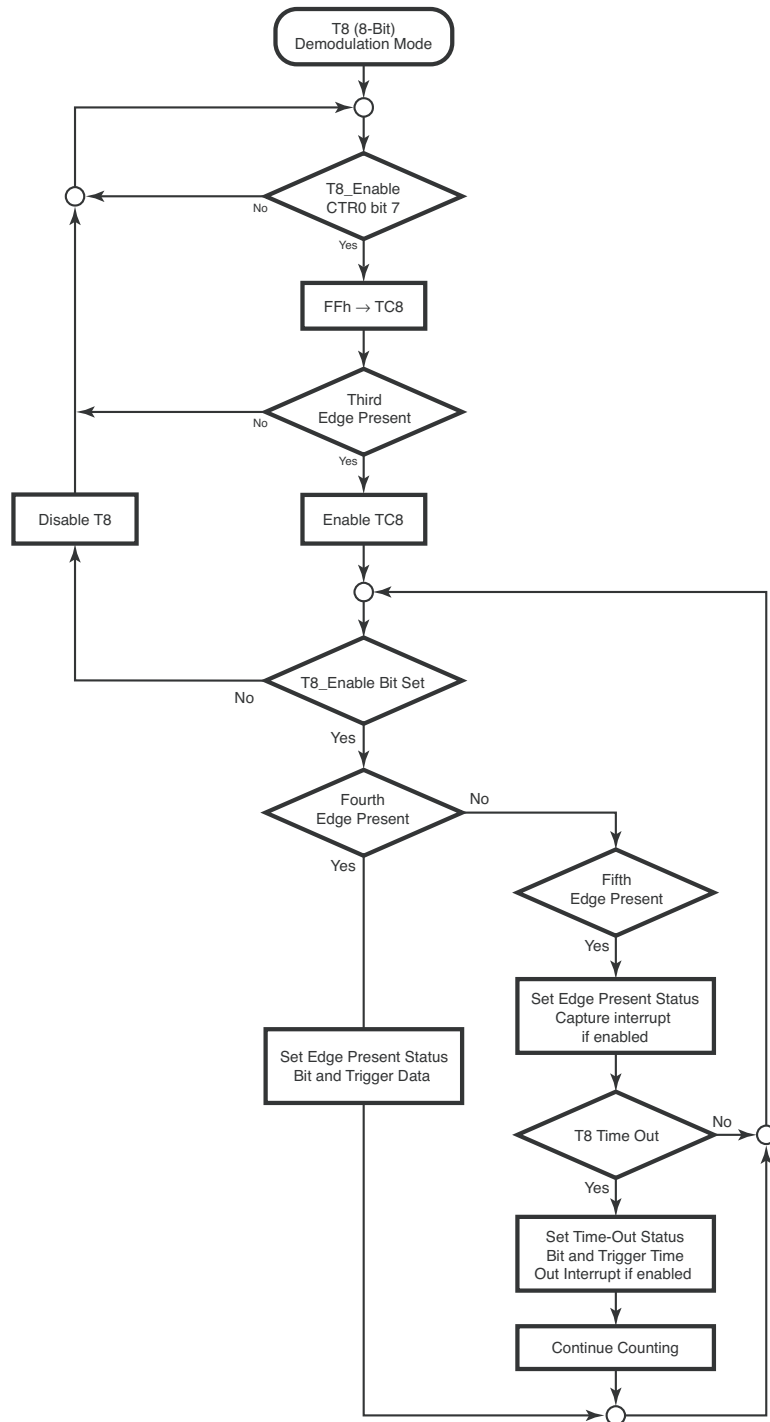 T8 (8-Bit)
Demodulation Mode
T8_Enable
CTR0 bit 7
No
Yes
FFh → TC8
Third
Edge Present
No
Yes
Disable T8
Enable TC8
T8_Enable Bit Set
No
Yes
Fourth
Edge Present
No
Yes
Fifth
Edge Present
Yes
Set Edge Present Status
Capture interrupt
if enabled
Set Edge Present Status
Bit and Trigger Data
T8 Time Out
No
Yes
Set Time-Out Status
Bit and Trigger Time
Out Interrupt if enabled
Continue Counting